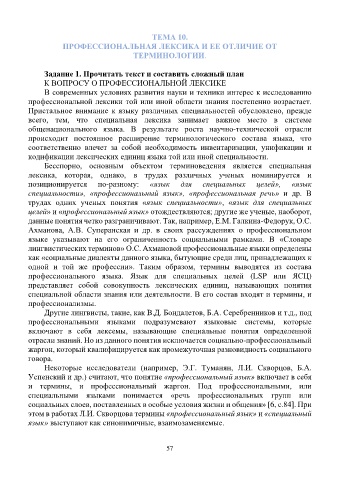 ТЕМА 10.
ПРОФЕССИОНАЛЬНАЯ ЛЕКСИКА И ЕЕ ОТЛИЧИЕ ОТ
ТЕРМИНОЛОГИИ.
Задание 1. Прочитать текст и составить сложный план
К ВОПРОСУ О ПРОФЕССИОНАЛЬНОЙ ЛЕКСИКЕ
В современных условиях развития науки и техники интерес к исследованию
профессиональной лексики той или иной области знания постепенно возрастает.
Пристальное внимание к языку различных специальностей обусловлено, прежде
всего, тем, что специальная лексика занимает важное место в системе
общенационального языка. В результате роста научно-технической отрасли
происходит постоянное расширение терминологического состава языка, что
соответственно влечет за собой необходимость инвентаризации, унификации и
кодификации лексических единиц языка той или иной специальности.
Бесспорно, основным объектом терминоведения является специальная
лексика, которая, однако, в трудах различных ученых номинируется и
позиционируется по-разному: «язык для специальных целей», «язык
специальности», «профессиональный язык», «профессиональная речь» и др. В
трудах одних ученых понятия «язык специальности», «язык для специальных
целей» и «профессиональный язык» отождествляются; другие же ученые, наоборот,
данные понятия четко разграничивают. Так, например, Е.М. Галкина-Федорук, О.С.
Ахманова, А.В. Суперанская и др. в своих рассуждениях о профессиональном
языке указывают на его ограниченность социальными рамками. В «Словаре
лингвистических терминов» О.С. Ахмановой профессиональные языки определены
как «социальные диалекты данного языка, бытующие среди лиц, принадлежащих к
одной и той же профессии». Таким образом, термины выводятся из состава
профессионального языка. Язык для специальных целей (LSP или ЯСЦ)
представляет собой совокупность лексических единиц, называющих понятия
специальной области знания или деятельности. В его состав входят и термины, и
профессионализмы.
Другие лингвисты, такие, как В.Д. Бондалетов, Б.А. Серебренников и т.д., под
профессиональными языками подразумевают языковые системы, которые
включают в себя лексемы, называющие специальные понятия определенной
отрасли знаний. Но из данного понятия исключается социально-профессиональный
жаргон, который квалифицируется как промежуточная разновидность социального
говора.
Некоторые исследователи (например, Э.Г. Туманян, Л.И. Скворцов, Б.А.
Успенский и др.) считают, что понятие «профессиональный язык» включает в себя
и термины, и профессиональный жаргон. Под профессиональными, или
специальными языками понимается «речь профессиональных групп или
социальных слоев, поставленных в особые условия жизни и общения» [6, с.84]. При
этом в работах Л.И. Скворцова термины «профессиональный язык» и «специальный
язык» выступают как синонимичные, взаимозаменяемые.
57